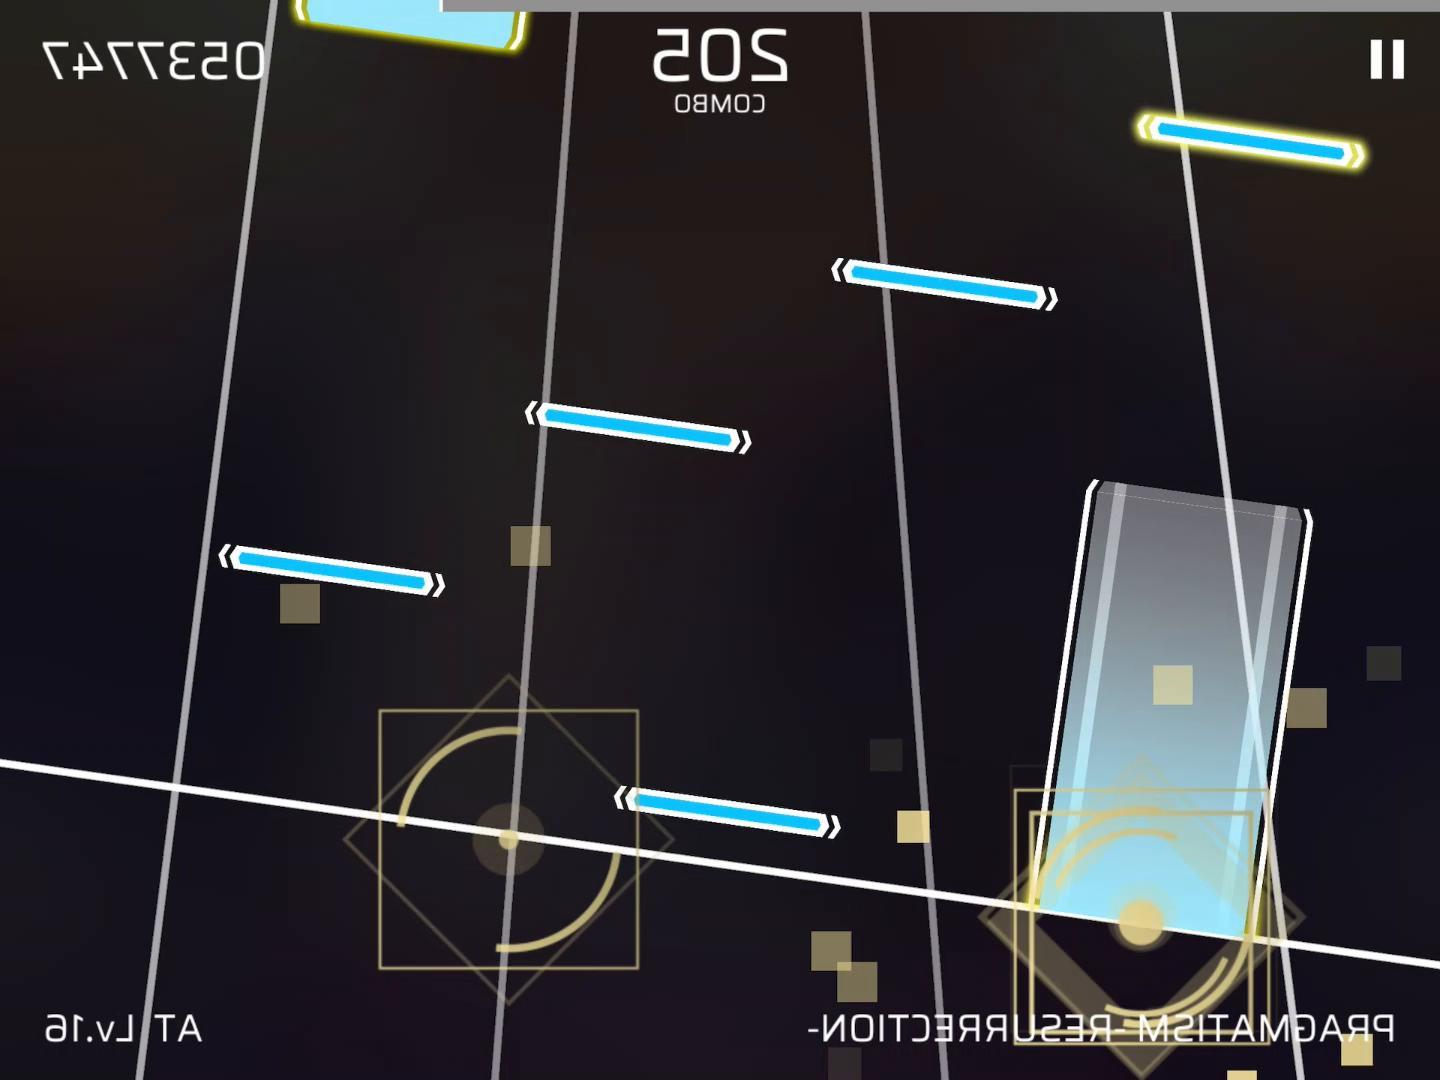 0537747
205
COMBO
AT Lv.16
PRAGMATISM -RESURRECTION-